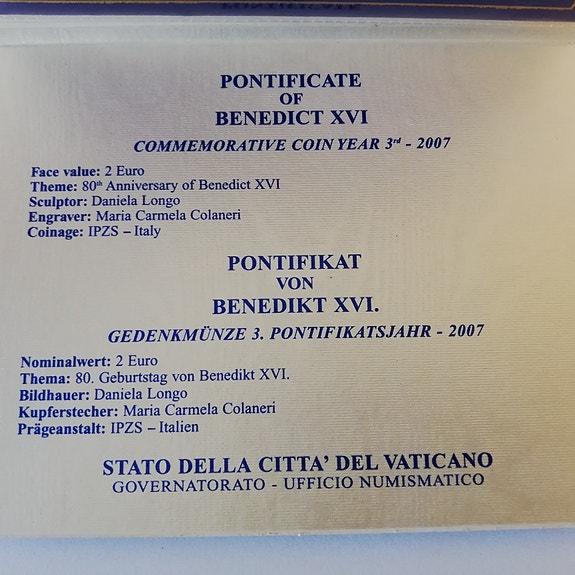 PONTIFICATE
OF
BENEDICT XVI
COMMEMORATIVE COIN YEAR 3rd - 2007
Face value: 2 Euro
Theme: 80th Anniversary of Benedict XVI
Sculptor: Daniela Longo
Engraver: Maria Carmela Colaneri
Coinage: IPZS – Italy
PONTIFIKAT
VON
BENEDIKT XVI.
GEDENKMÜNZE 3. PONTIFIKATSJAHR - 2007
Nominalwert: 2 Euro
Thema: 80. Geburtstag von Benedikt XVI.
Bildhauer: Daniela Longo
Kupferstecher: Maria Carmela Colaneri
Prägeanstalt: IPZS – Italien
STATO DELLA CITTA’ DEL VATICANO
GOVERNATORATO - UFFICIO NUMISMATICO